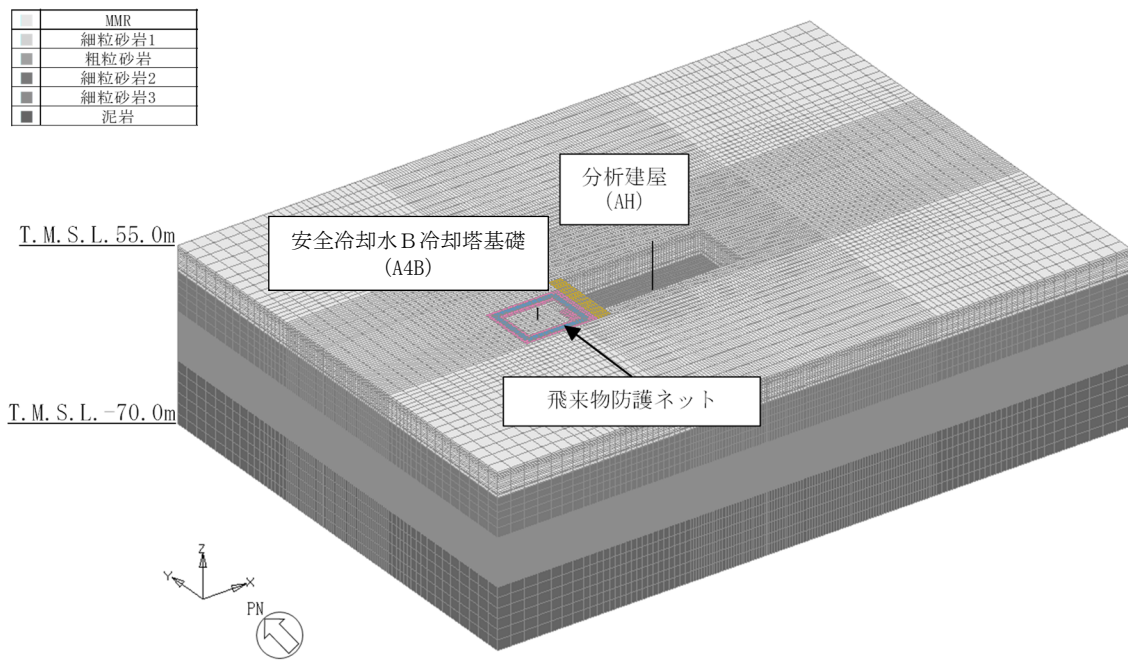 MMR
細粒砂岩1
粗粒砂岩
細粒砂岩2
細粒砂岩3
泥岩
分析建屋
(AH)
T.M.S.L.55.0m
安全冷却水B冷却塔基礎
(A4B)
飛来物防護ネット
T.M.S.L.-70.0m
Z
Y
X
PN